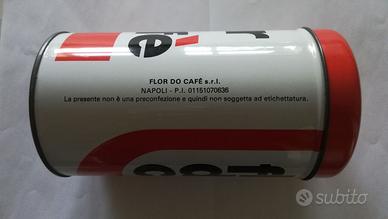 FLOR DO CAFÉ s.r.l.
NAPOLI - P.I. 01151070636
La presente non è una preconfezione e quindi non soggetta ad etichettatura.
subito